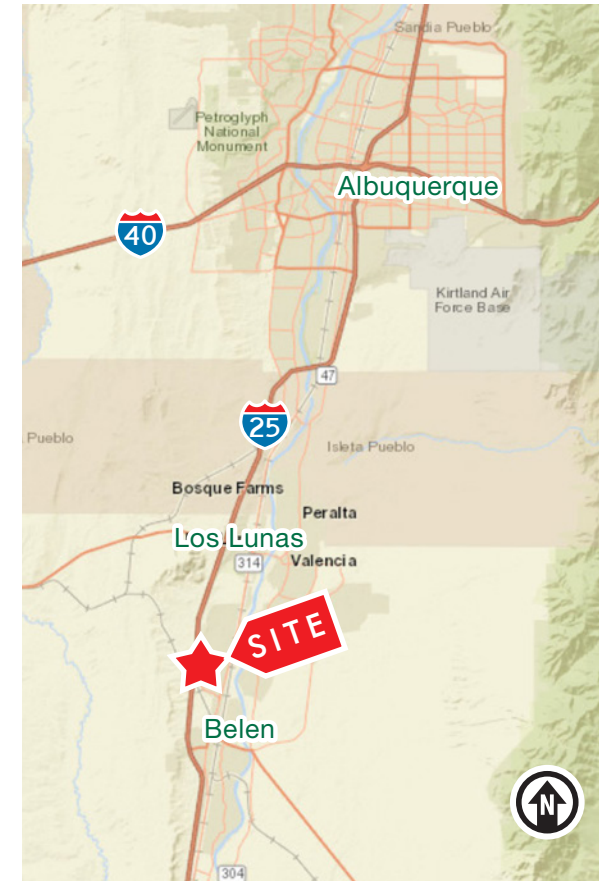 Sandia Pueblo
Petroglyph
National
Monument
Albuquerque
40
Kirtland Air
Force Base
47
25
Pueblo
Isleta Pueblo
Bosque Farms
Peralta
Los Lunas
314
Valencia
SITE
Belen
N
304